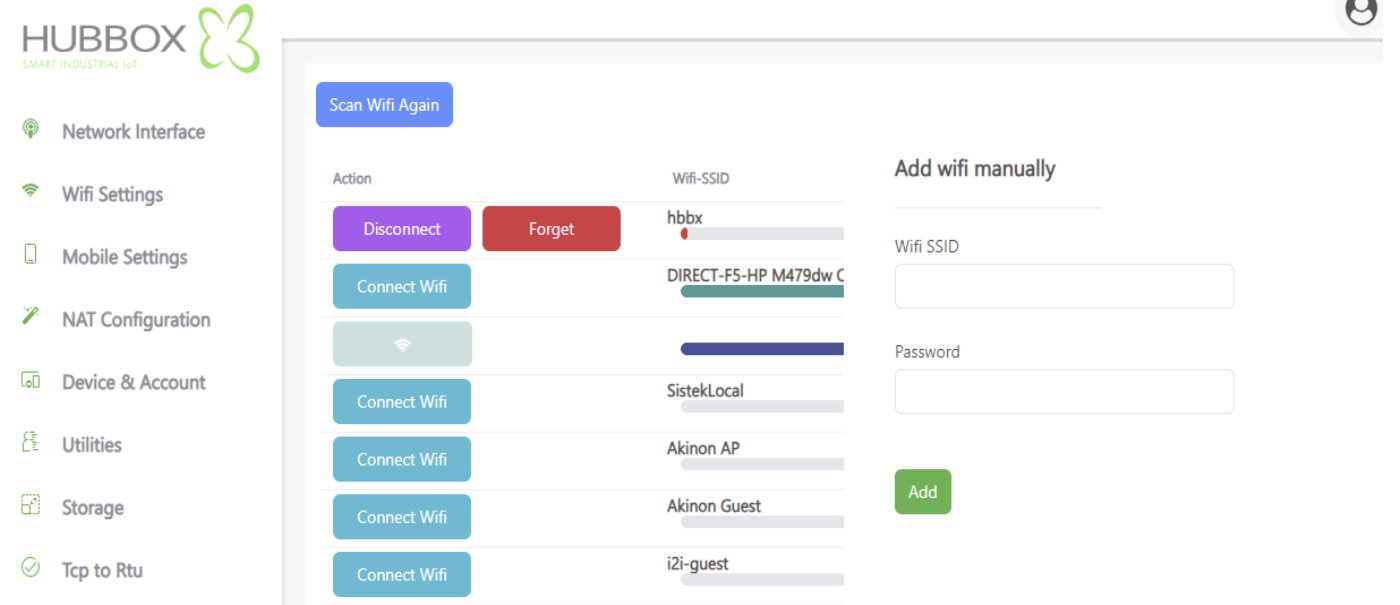 HUBBOX
SMART INDUSTRIAL IoT
Network Interface
Wifi Settings
Mobile Settings
NAT Configuration
Device & Account
Utilities
Storage
Tcp to Rtu
Scan Wifi Again
Action Wifi-SSID
Disconnect Forget hbbx
Connect Wifi DIRECT-F5-HP M479dw
Connect Wifi SistekLocal
Connect Wifi Akinon AP
Connect Wifi Akinon Guest
Connect Wifi i2i-guest
Add wifi manually
Wifi SSID
Password
Add